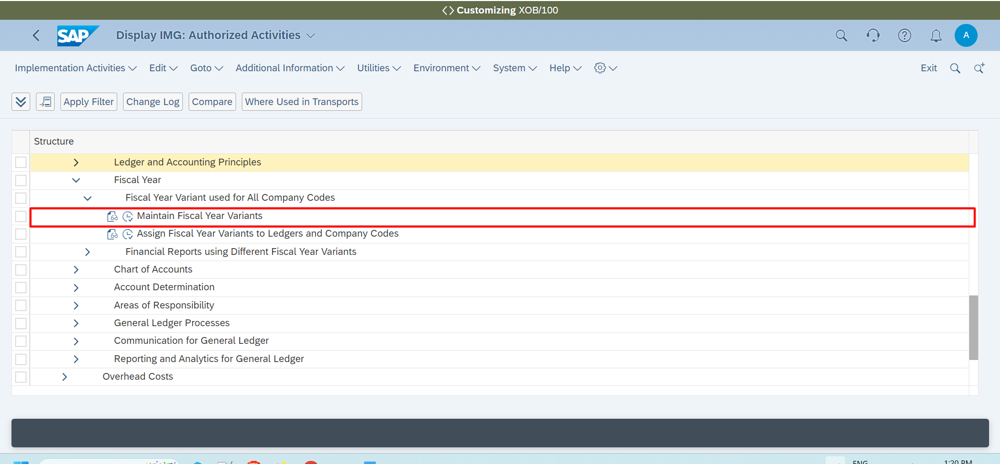 Customizing XOB/100
SAP Display IMG: Authorized Activities A
Implementation Activities Edit Goto Additional Information Utilities Environment System Help Exit
Apply Filter Change Log Compare Where Used in Transports
Structure
Ledger and Accounting Principles
Fiscal Year
Fiscal Year Variant used for All Company Codes
Maintain Fiscal Year Variants
Assign Fiscal Year Variants to Ledgers and Company Codes
Financial Reports using Different Fiscal Year Variants
Chart of Accounts
Account Determination
Areas of Responsibility
General Ledger Processes
Communication for General Ledger
Reporting and Analytics for General Ledger
Overhead Costs
ENG 1:20 PM